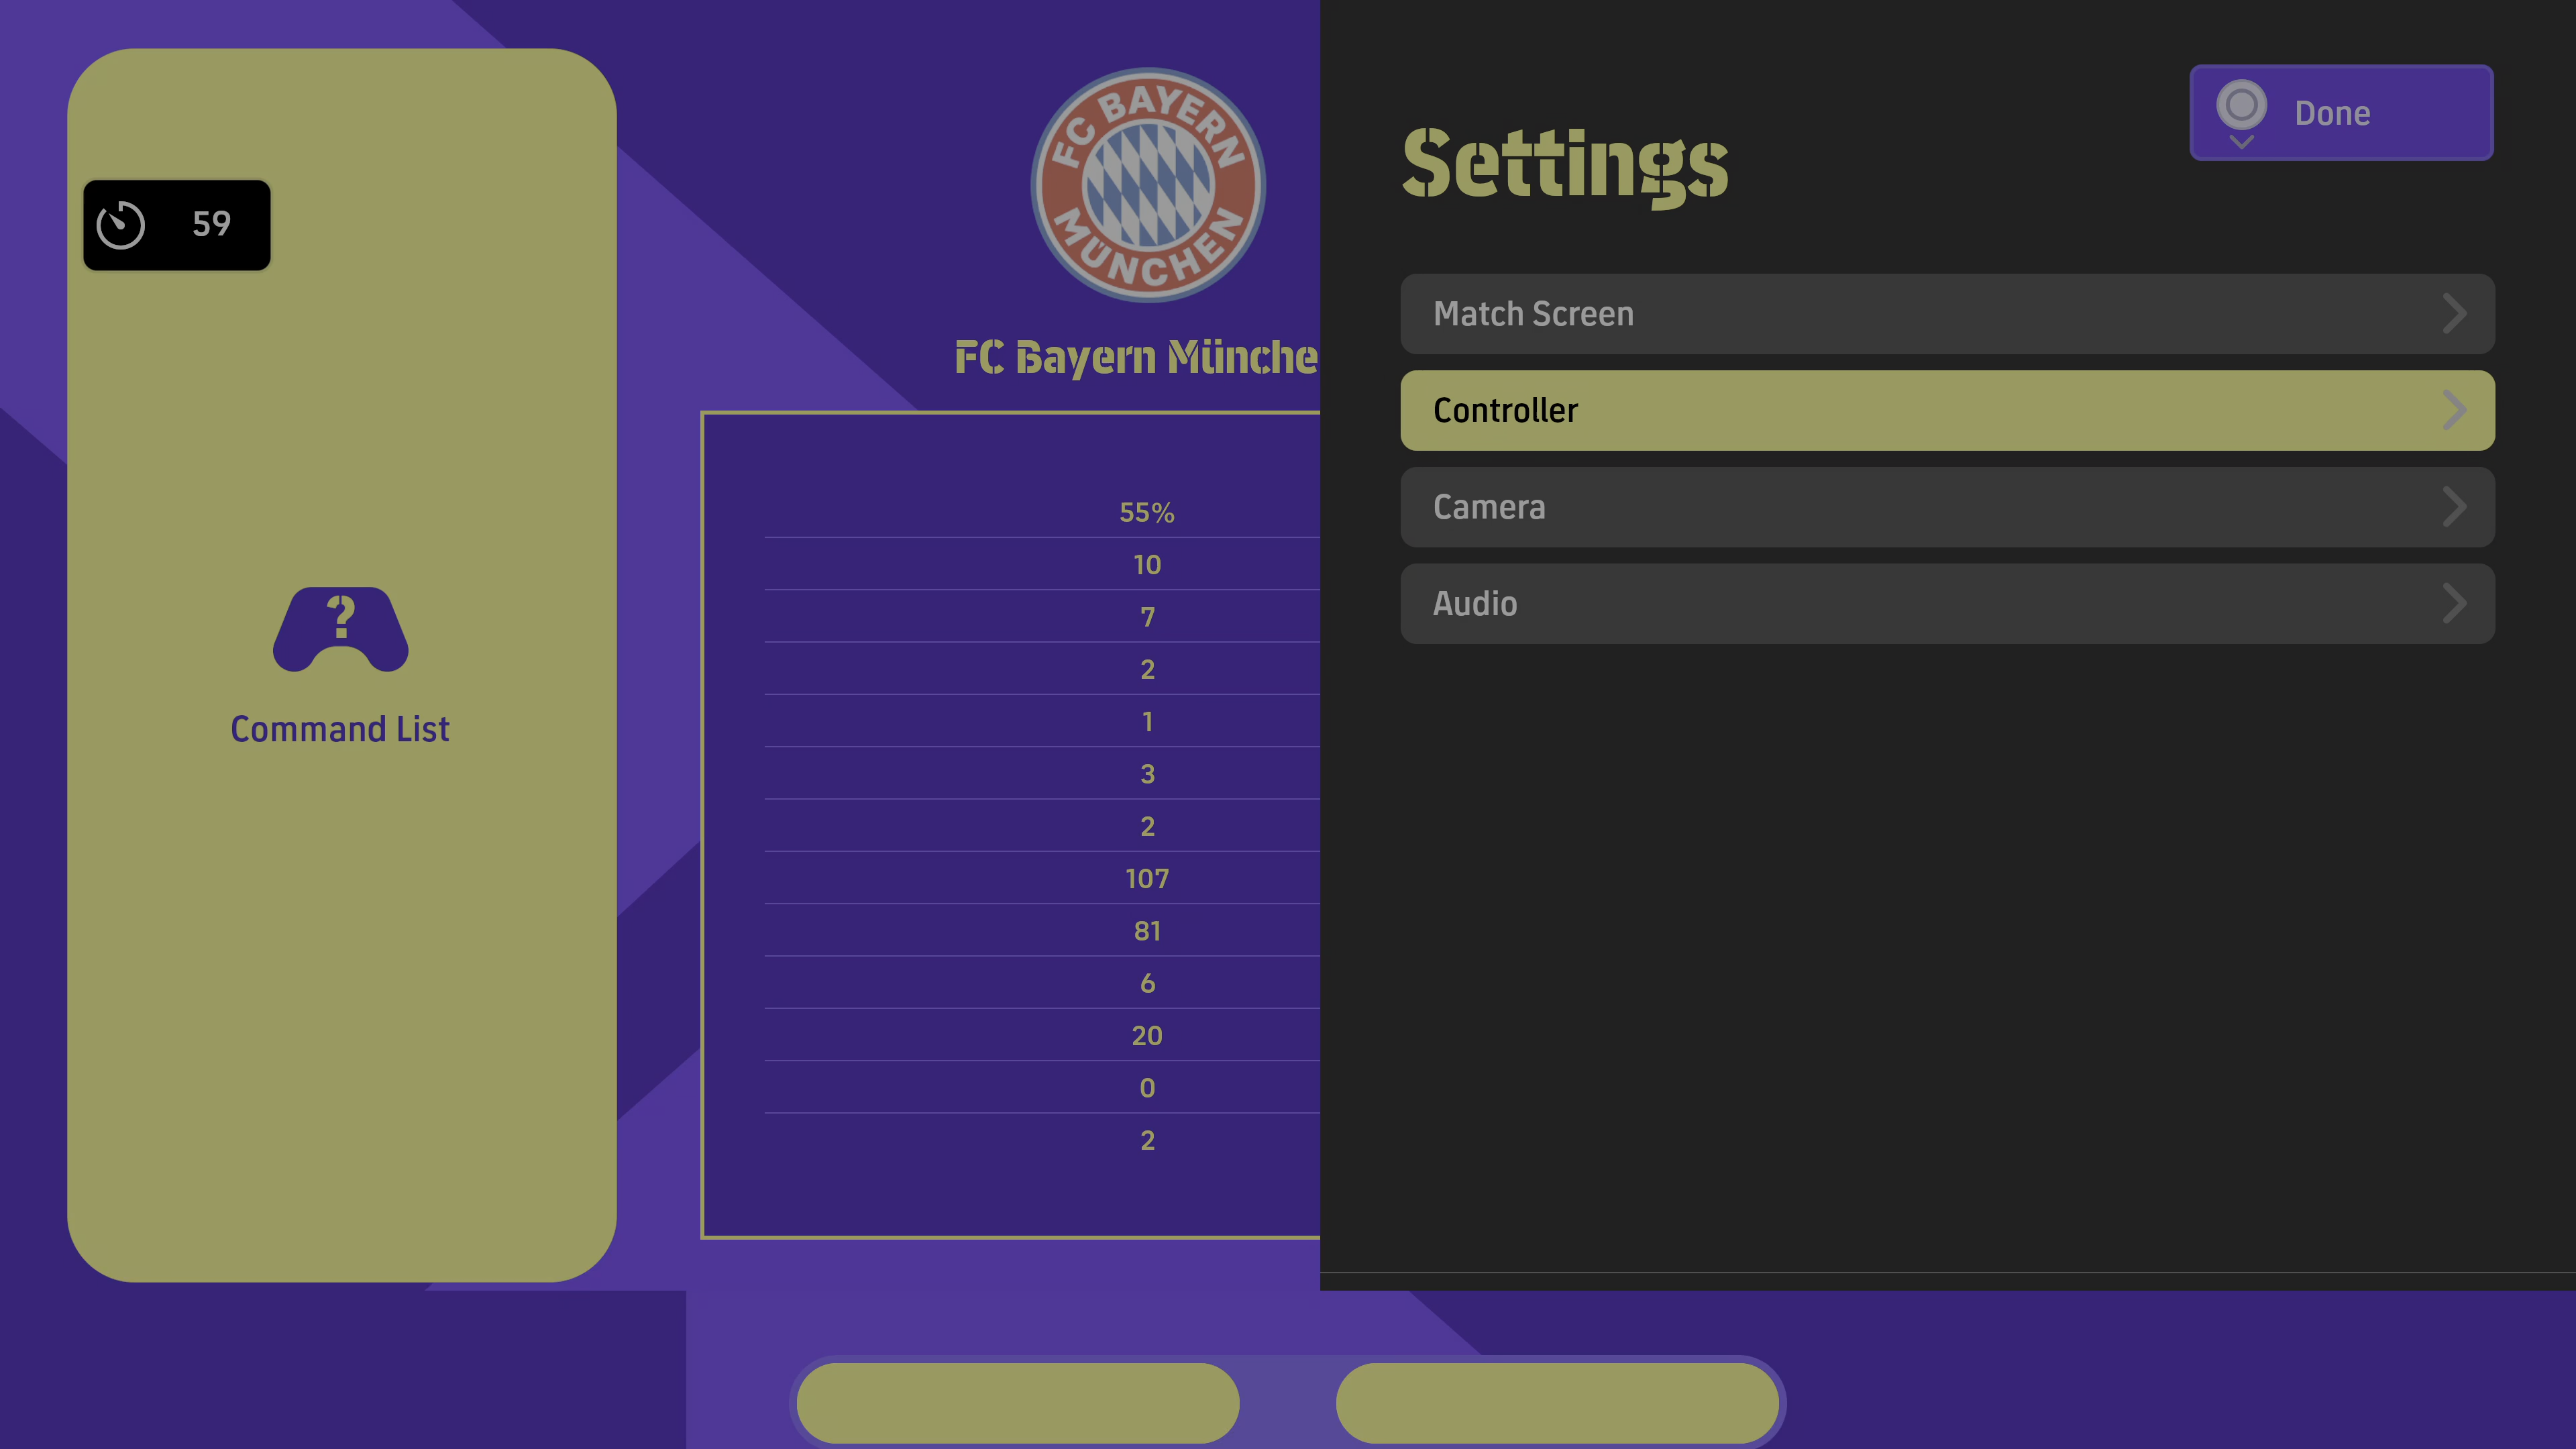 59
?
Command List
FC BAYERN
MÜNCHEN
FC Bayern Münche
55%
10
7
2
1
3
2
107
81
6
20
0
2
Done
Settings
Match Screen
Controller
Camera
Audio